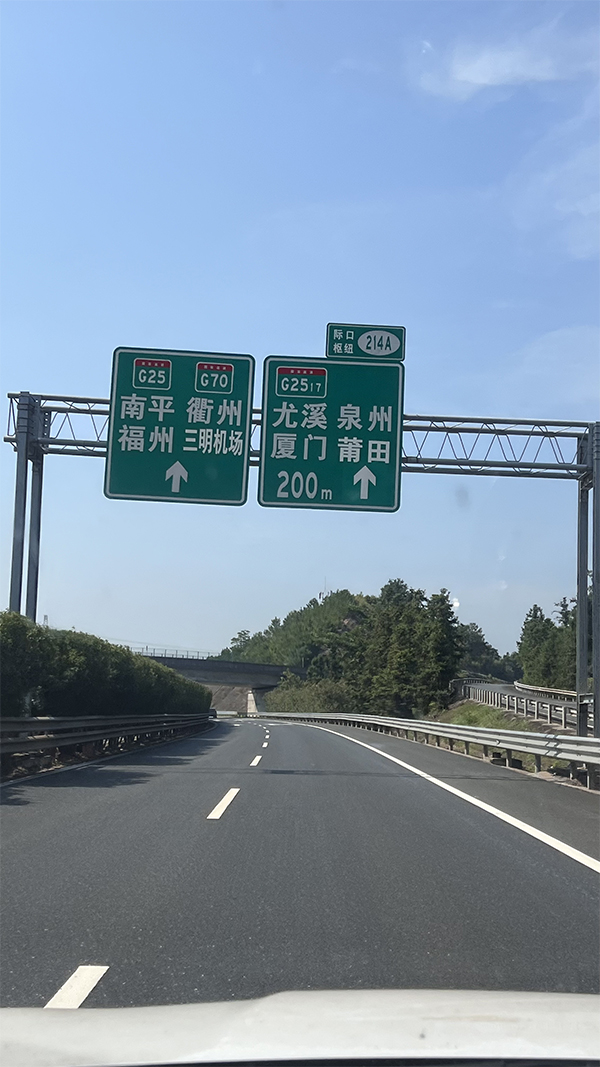 G25 G70
南平 衢州
福州 三明机场
际口
枢纽
214A
G2517
尤溪 泉州
厦门 莆田
200m